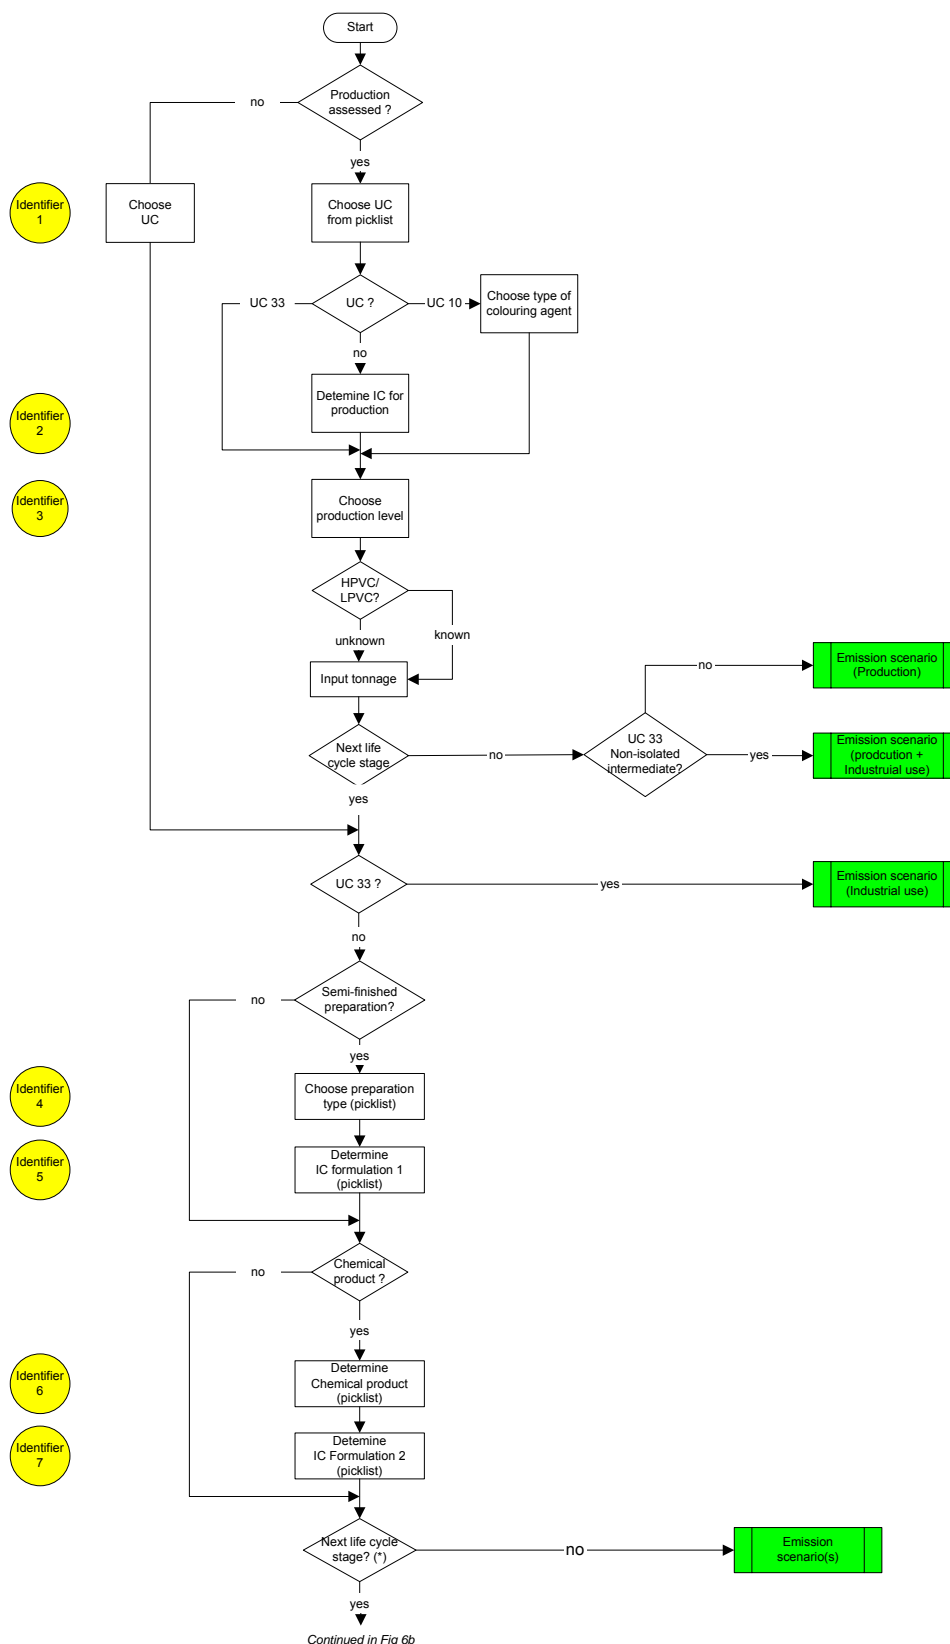 Start
Production
assessed ?
no
yes
Identifier
1
Choose
UC
Choose UC
from picklist
UC 33
UC ?
UC 10
Choose type of
colouring agent
no
Identifier
2
Detemine IC for
production
Identifier
3
Choose
production level
HPVC/
LPVC?
unknown
known
Input tonnage
no
Emission scenario
(Production)
Next life
cycle stage
no
UC 33
Non-isolated
intermediate?
yes
Emission scenario
(prodcution +
Industruial use)
yes
UC 33 ?
yes
Emission scenario
(Industrial use)
no
Semi-finished
preparation?
no
yes
Identifier
4
Choose preparation
type (picklist)
Identifier
5
Determine
IC formulation 1
(picklist)
no
Chemical
product ?
yes
Identifier
6
Determine
Chemical product
(picklist)
Identifier
7
Detemine
IC Formulation 2
(picklist)
Next life cycle
stage? (*)
no
Emission
scenario(s)
yes
Continued in Fig 6b